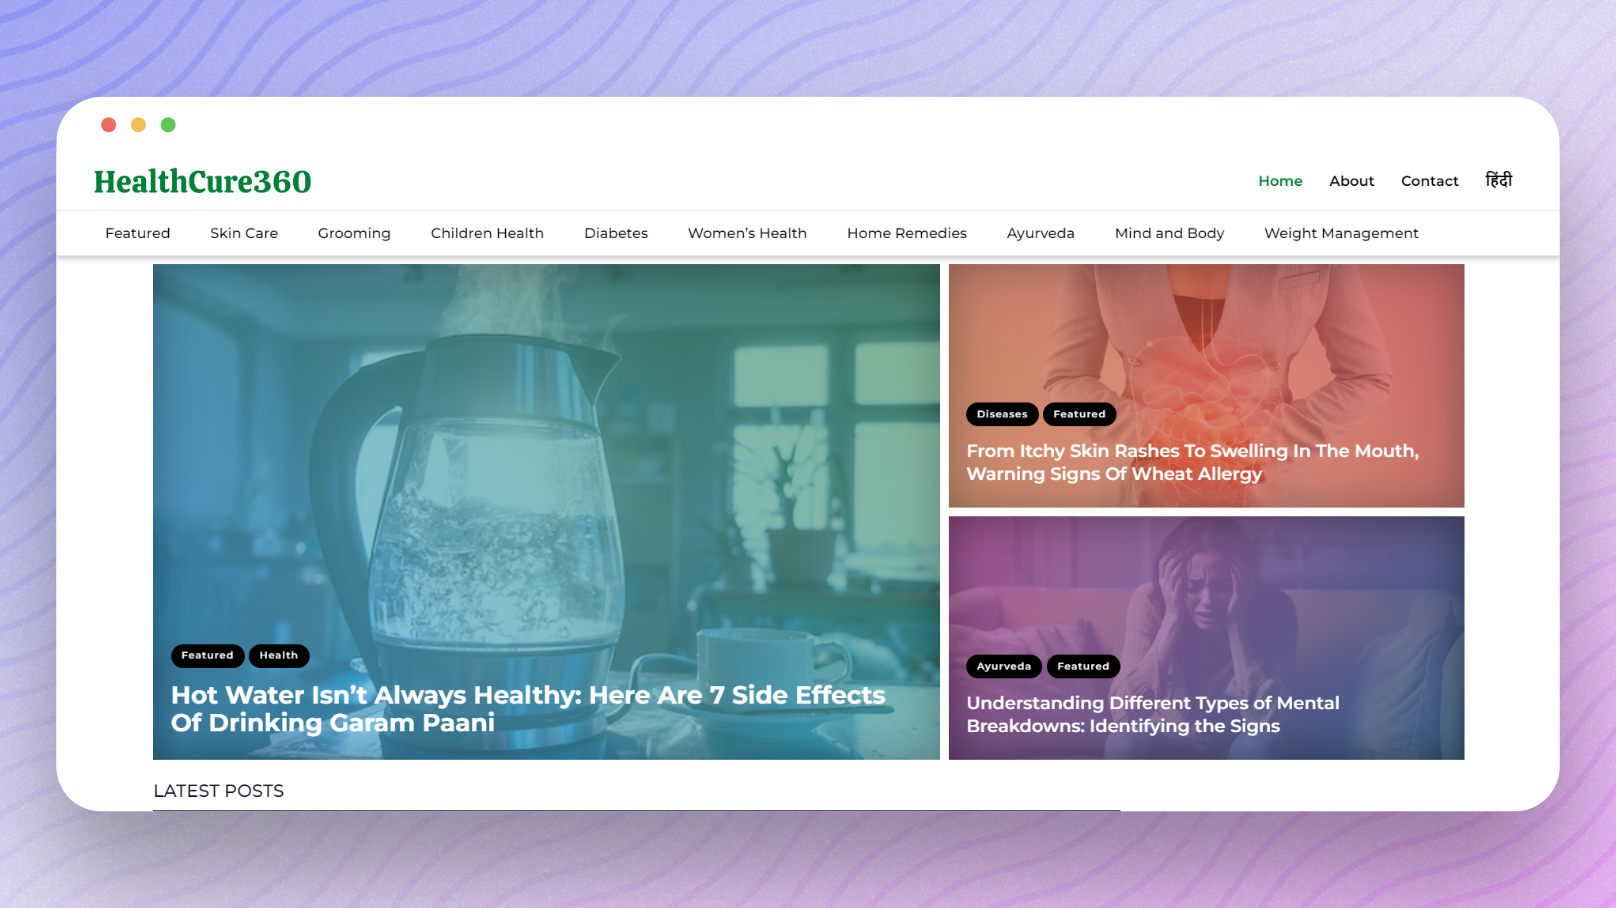 HealthCure360
Home About Contact हिंदी
Featured Skin Care Grooming Children Health Diabetes Women’s Health Home Remedies Ayurveda Mind and Body Weight Management
Featured Health
Hot Water Isn’t Always Healthy: Here Are 7 Side Effects
Of Drinking Garam Paani
Diseases Featured
From Itchy Skin Rashes To Swelling In The Mouth,
Warning Signs Of Wheat Allergy
Ayurveda Featured
Understanding Different Types of Mental
Breakdowns: Identifying the Signs
LATEST POSTS